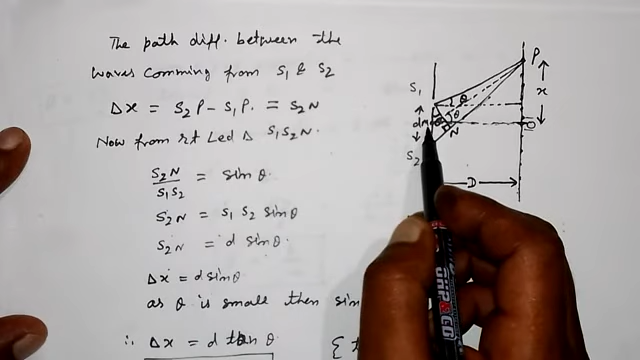 The path diff. between the
waves comming from S1 & S2
Δx = S2P - S1P. = S2N
Now from rt Led Δ S1S2N.
S2N / S1S2 = sin θ
S2N = S1 S2 sin θ
S2N = d sin θ.
Δx = d sin θ
as θ is small then sin
∴ Δx = d tan θ {
S1
d
S2
θ
θ
N
P
x
O
D